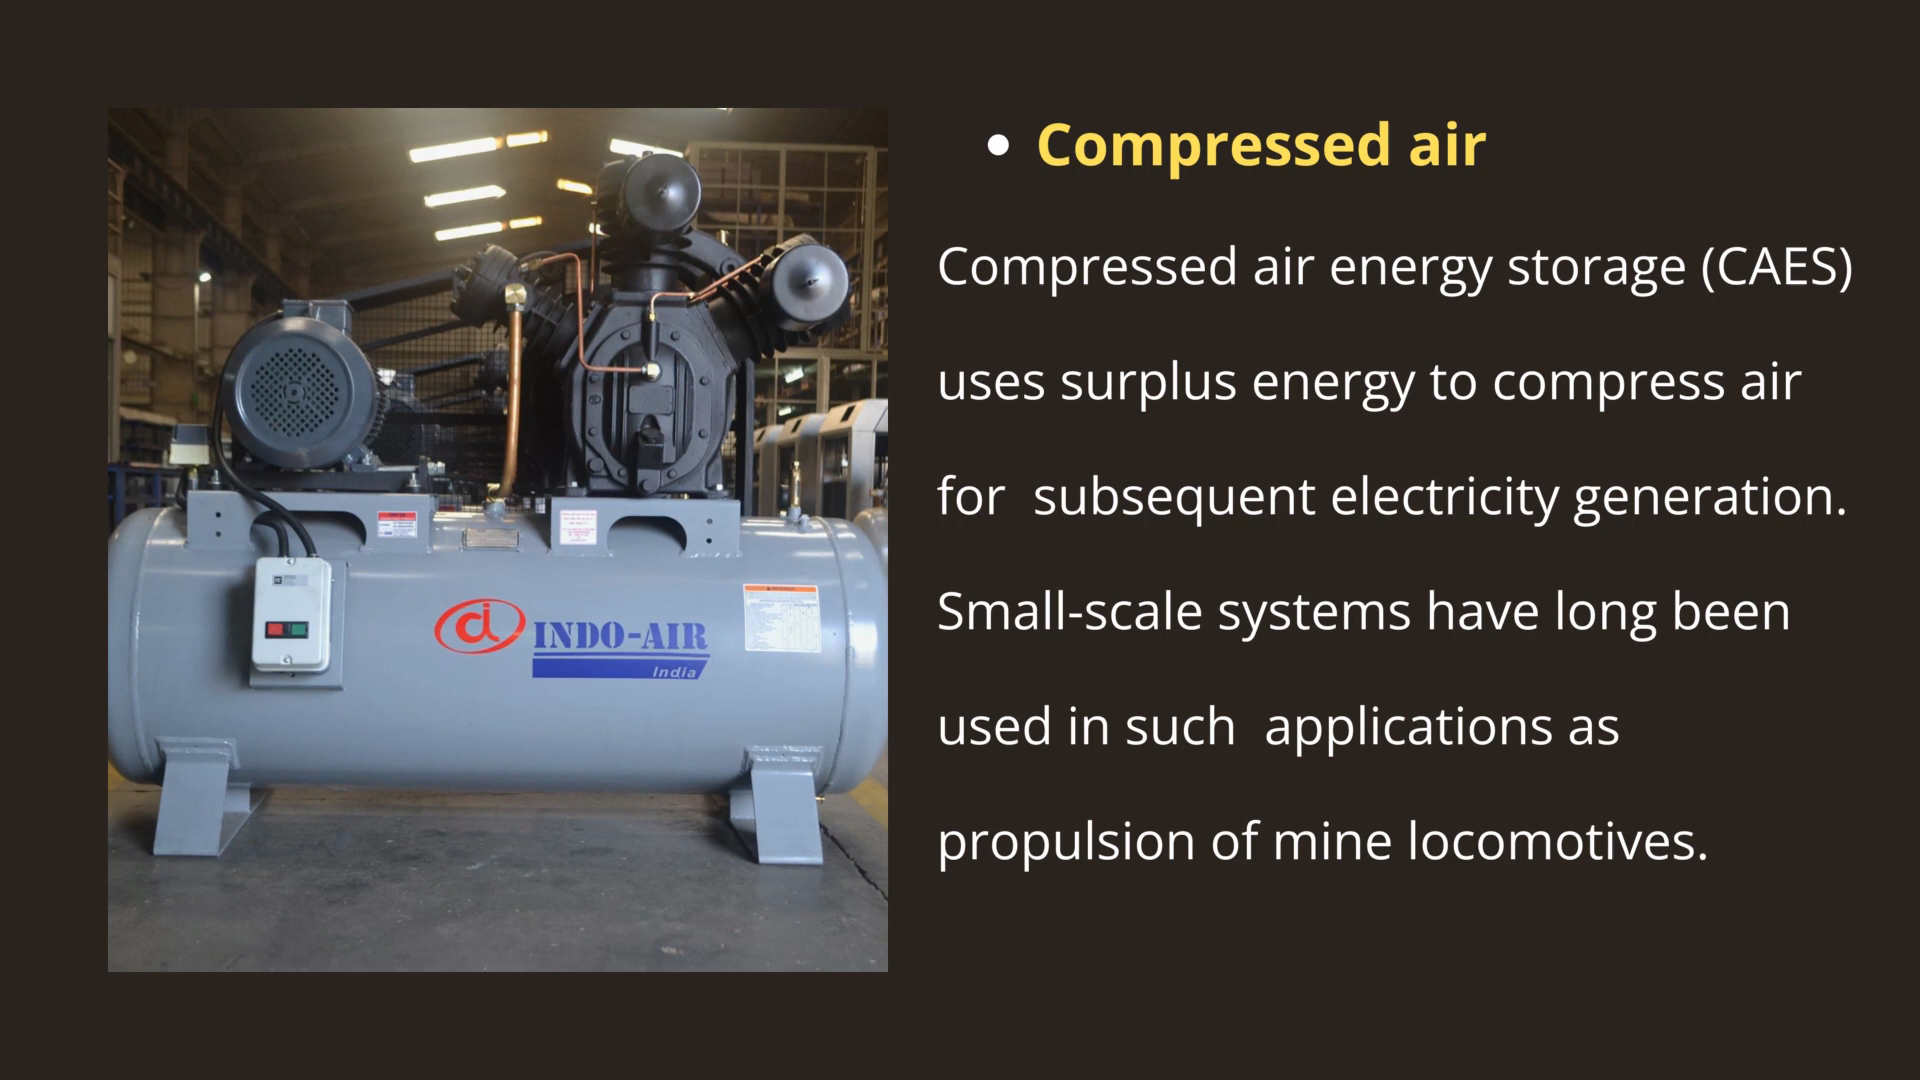 • Compressed air
Compressed air energy storage (CAES)
uses surplus energy to compress air
for  subsequent electricity generation.
Small-scale systems have long been
used in such  applications as
propulsion of mine locomotives.
INDO-AIR
India